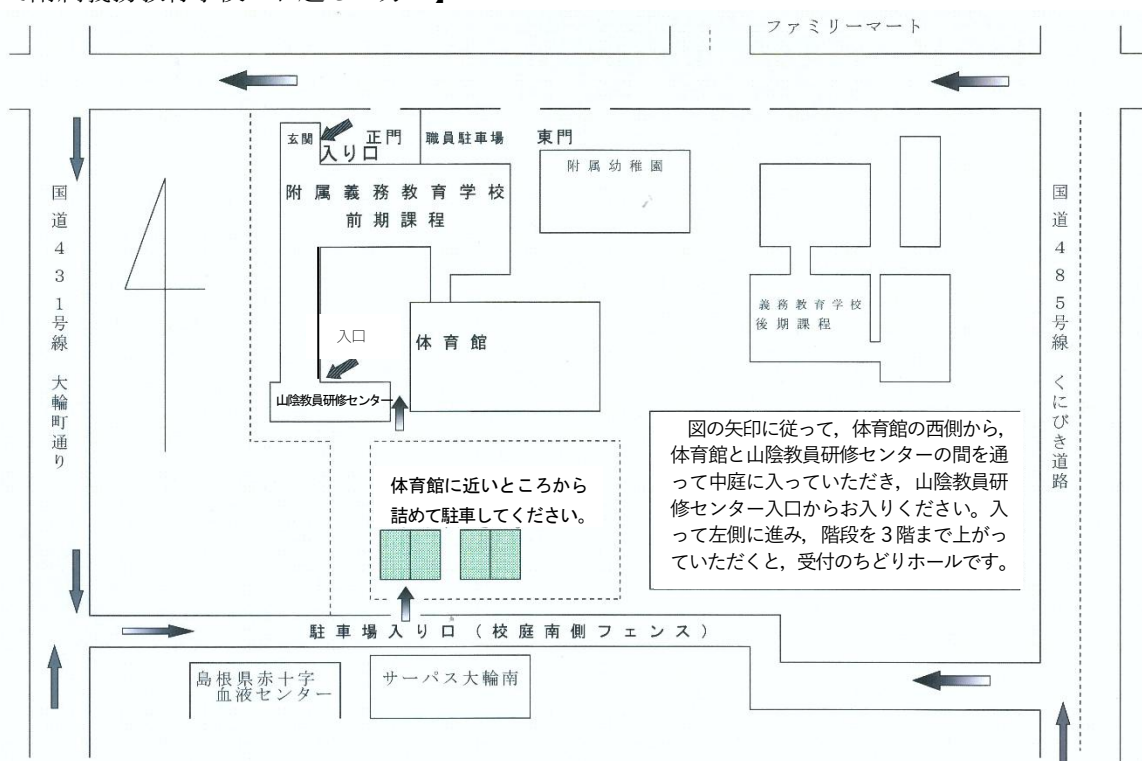 ファミリーマート
玄関
正門
職員駐車場
東門
入り口
附属幼稚園
附属義務教育学校
前期課程
国道431号線 大輪町通り
国道485号線 くにびき道路
義務教育学校
後期課程
入口
体育館
山陰教員研修センター
図の矢印に従って，体育館の西側から，
体育館と山陰教員研修センターの間を通
って中庭に入っていただき，山陰教員研
修センター入口からお入りください。入
って左側に進み，階段を３階まで上がっ
ていただくと，受付のちどりホールです。
体育館に近いところから
詰めて駐車してください。
駐車場入り口（校庭南側フェンス）
島根県赤十字
血液センター
サーパス大輪南